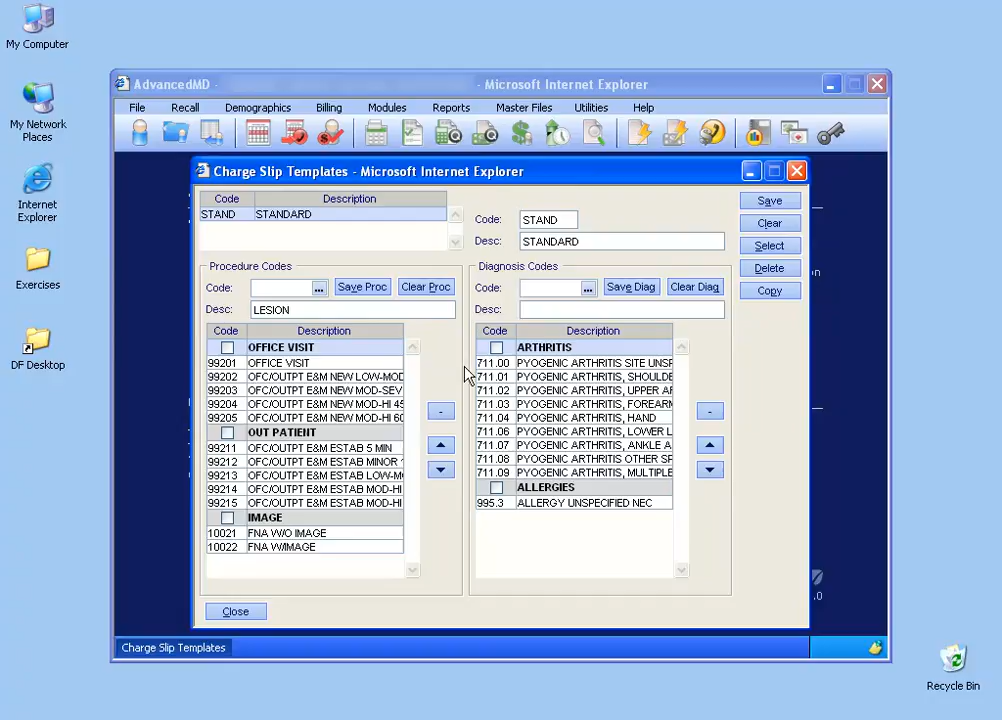 My Computer
My Network
Places
Internet
Explorer
Exercises
DF Desktop
Recycle Bin
AdvancedMD - - Microsoft Internet Explorer
File Recall Demographics Billing Modules Reports Master Files Utilities Help
Charge Slip Templates - Microsoft Internet Explorer
Code Description
STAND STANDARD
Code: STAND
Desc: STANDARD
Save
Clear
Select
Delete
Copy
Procedure Codes
Code: ... Save Proc Clear Proc
Desc: LESION
Code Description
OFFICE VISIT
99201 OFFICE VISIT
99202 OFC/OUTPT E&M NEW LOW-MOD
99203 OFC/OUTPT E&M NEW MOD-SEV
99204 OFC/OUTPT E&M NEW MOD-HI 45
99205 OFC/OUTPT E&M NEW MOD-HI 60
OUT PATIENT
99211 OFC/OUTPT E&M ESTAB 5 MIN
99212 OFC/OUTPT E&M ESTAB MINOR 1
99213 OFC/OUTPT E&M ESTAB LOW-M
99214 OFC/OUTPT E&M ESTAB MOD-HI
99215 OFC/OUTPT E&M ESTAB MOD-HI
IMAGE
10021 FNA W/O IMAGE
10022 FNA W/IMAGE
-
Diagnosis Codes
Code: ... Save Diag Clear Diag
Desc:
Code Description
ARTHRITIS
711.00 PYOGENIC ARTHRITIS SITE UNSP
711.01 PYOGENIC ARTHRITIS, SHOULDE
711.02 PYOGENIC ARTHRITIS, UPPER AR
711.03 PYOGENIC ARTHRITIS, FOREARM
711.04 PYOGENIC ARTHRITIS, HAND
711.06 PYOGENIC ARTHRITIS, LOWER L
711.07 PYOGENIC ARTHRITIS, ANKLE A
711.08 PYOGENIC ARTHRITIS OTHER SP
711.09 PYOGENIC ARTHRITIS, MULTIPLE
ALLERGIES
995.3 ALLERGY UNSPECIFIED NEC
-
Close
on
.0
Charge Slip Templates